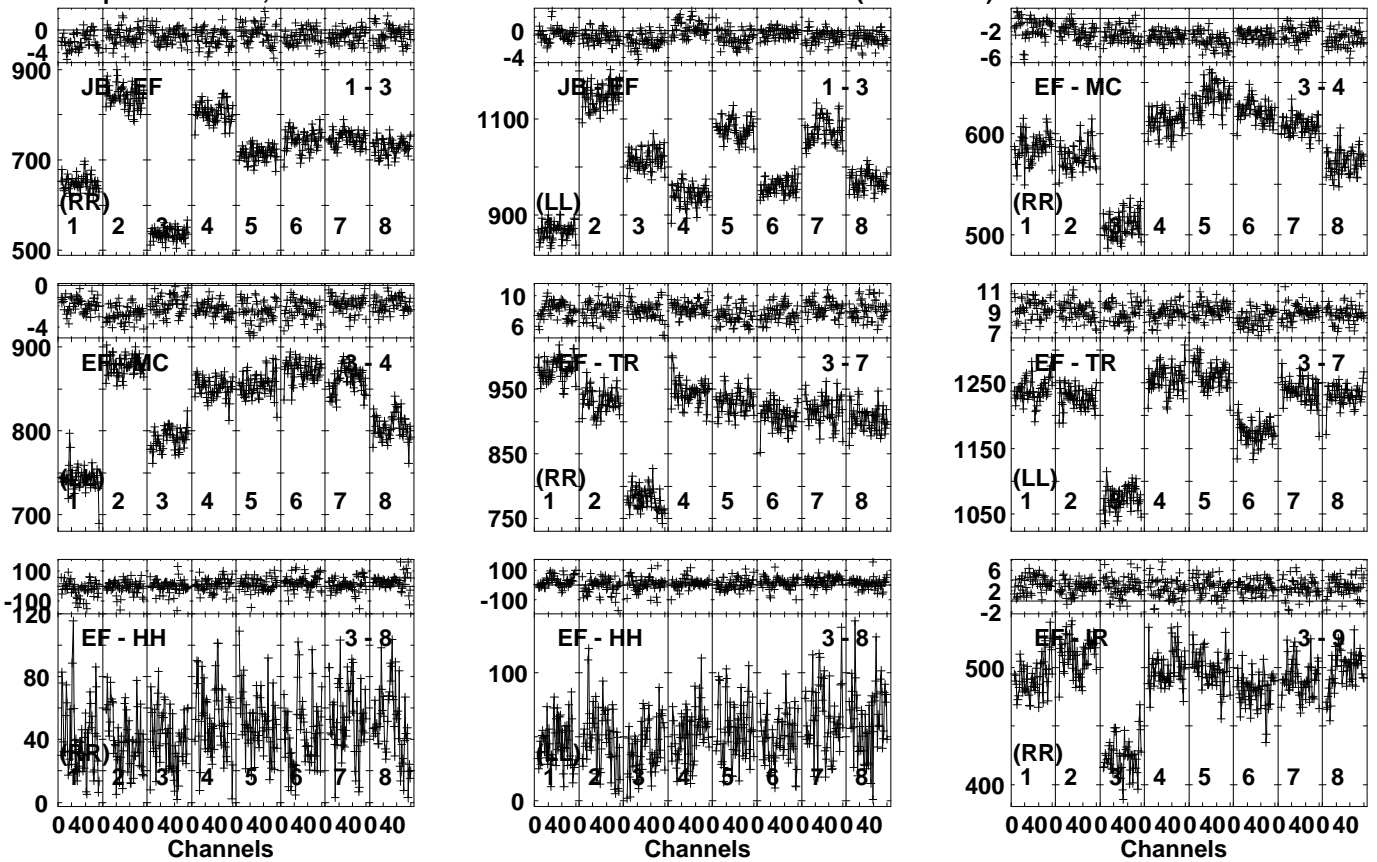 0
-4
900
JB - EF 1 - 3
700
(RR)
1 2 3 4 5 6 7 8
500
0
-4
JB - EF 1 - 3
1100
(LL)
900
2 3 4 5 6 7 8
-2
-6
EF - MC 3 - 4
600
(RR)
1 2 3 4 5 6 7 8
500
0
-4
900
EF - MC 3 - 4
800
(LL)
1 2 3 4 5 6 7 8
700
10
6
EF - TR 3 - 7
950
850
(RR)
1 2 3 4 5 6 7 8
750
11
9
7
EF - TR 3 - 7
1250
1150
(LL)
1 2 3 4 5 6 7 8
1050
100
-100
120
EF - HH 3 - 8
80
40
(RR)
1 2 3 4 5 6 7 8
0
100
-100
EF - HH 3 - 8
100
(LL)
1 2 3 4 5 6 7 8
0
6
2
-2
EF - IR 3 - 9
500
(RR)
1 2 3 4 5 6 7 8
400
0 40 0 40 0 40 0 40 0 40 0 40 0 40 0 40
Channels
0 40 0 40 0 40 0 40 0 40 0 40 0 40 0 40
Channels
0 40 0 40 0 40 0 40 0 40 0 40 0 40 0 40
Channels